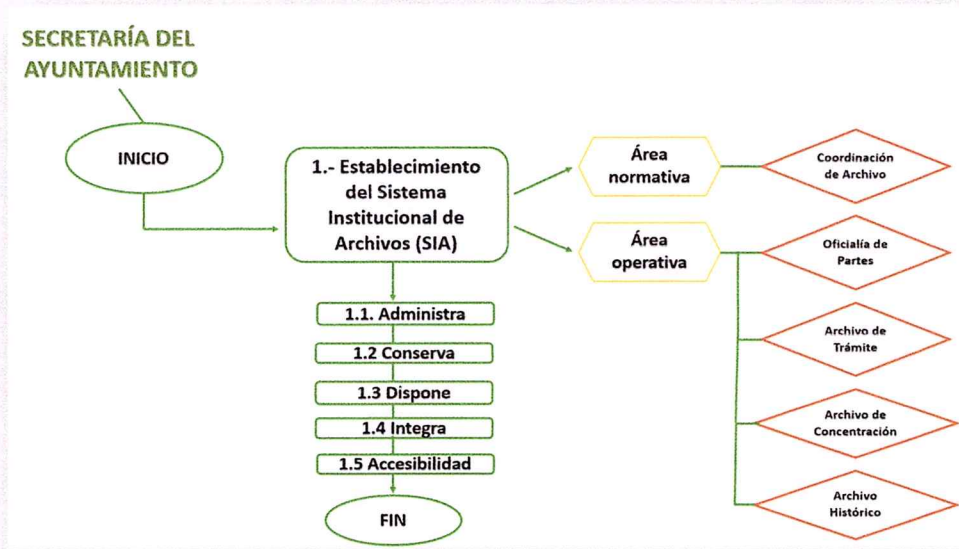 SECRETARÍA DEL
AYUNTAMIENTO
INICIO
1.- Establecimiento
del Sistema
Institucional de
Archivos (SIA)
Área
normativa
Coordinación
de Archivo
Área
operativa
Oficialía de
Partes
Archivo de
Trámite
Archivo de
Concentración
Archivo
Histórico
1.1. Administra
1.2 Conserva
1.3 Dispone
1.4 Integra
1.5 Accesibilidad
FIN